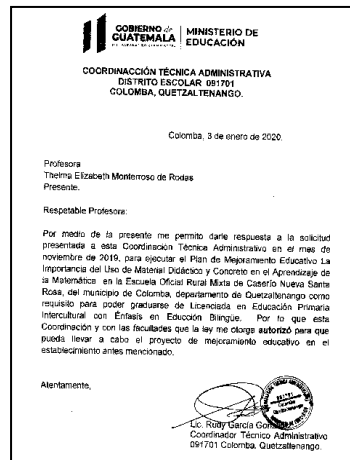 GOBIERNO de
GUATEMALA
MINISTERIO DE
EDUCACIÓN
COORDINACCIÓN TÉCNICA ADMINISTRATIVA
DISTRITO ESCOLAR 091701
COLOMBA, QUETZALTENANGO.
Colomba, 3 de enero de 2020.
Profesora
Thelma Elizabeth Monterroso de Rodas
Presente.
Respetable Profesora:
Por medio de la presente me permito darle respuesta a la solicitud
presentada a esta Coordinación Técnica Administrativo en el mes de
noviembre de 2019, para ejecutar el Plan de Mejoramiento Educativo La
Importancia del Uso de Material Didáctico y Concreto en el Aprendizaje de
la Matemática en la Escuela Oficial Rural Mixta de Caserío Nueva Santa
Rosa, del municipio de Colomba, departamento de Quetzaltenango como
requisito para poder graduarse de Licenciada en Educación Primaria
Intercultural con Énfasis en Educción Bilingüe. Por lo que esta
Coordinación y con las facultades que la ley me otorga autorizó para que
pueda llevar a cabo el proyecto de mejoramiento educativo en el
establecimiento antes mencionado.
Atentamente,
Lic. Rudy García
Coordinador Técnico Administrativo
091701 Colomba, Quetzaltenango.